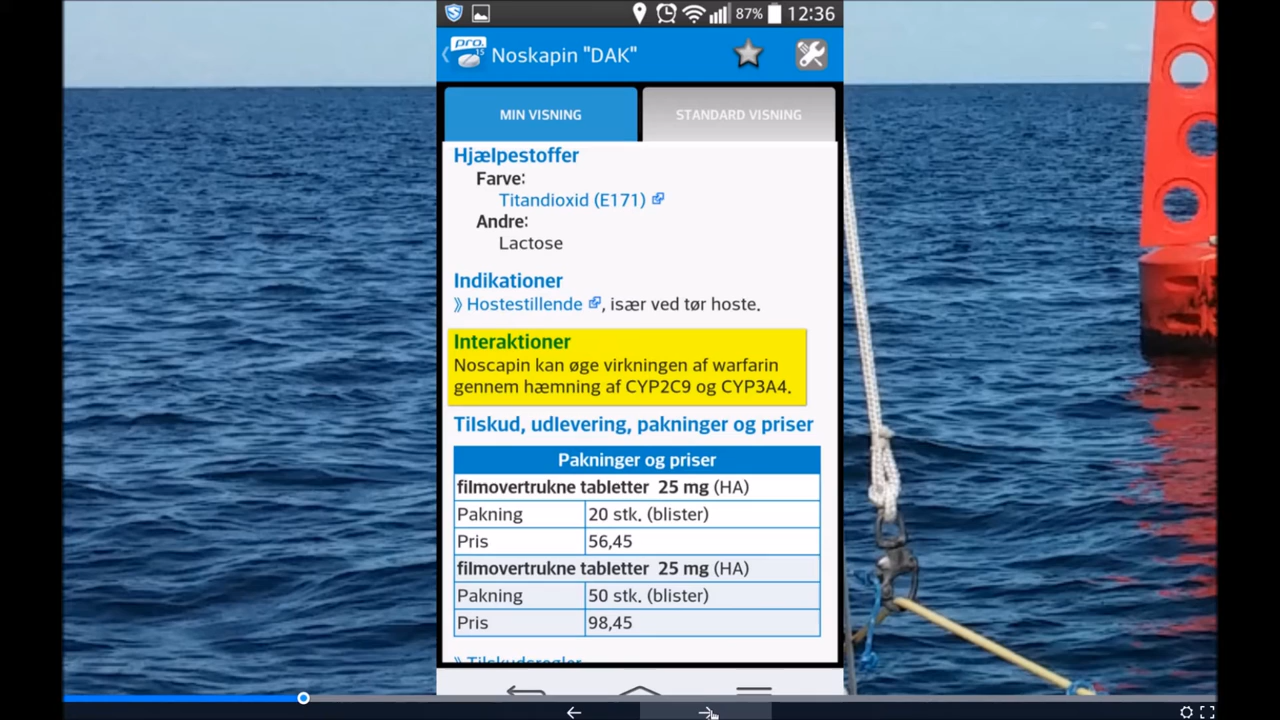 87% 12:36
pro. 15 Noskapin "DAK"
MIN VISNING STANDARD VISNING
Hjælpestoffer
Farve:
Titandioxid (E171)
Andre:
Lactose
Indikationer
⟫ Hostestillende, især ved tør hoste.
Interaktioner
Noscapin kan øge virkningen af warfarin
gennem hæmning af CYP2C9 og CYP3A4.
Tilskud, udlevering, pakninger og priser
Pakninger og priser
filmovertrukne tabletter 25 mg (HA)
Pakning 20 stk. (blister)
Pris 56,45
filmovertrukne tabletter 25 mg (HA)
Pakning 50 stk. (blister)
Pris 98,45
⟫ Tilskudsregler